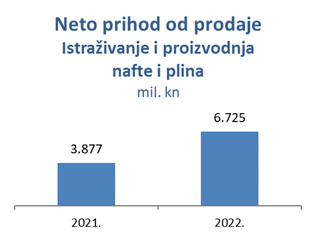 Neto prihod od prodaje
Istraživanje i proizvodnja
nafte i plina
mil. kn
6.725
3.877
2021.
2022.